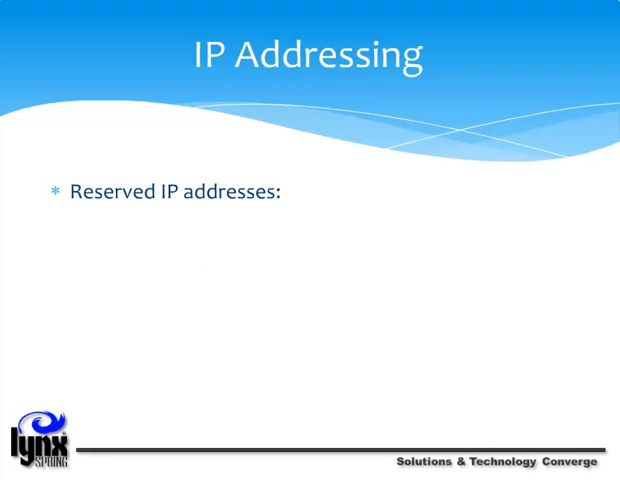 IP Addressing
* Reserved IP addresses:
lynx
SPRING
Solutions & Technology Converge